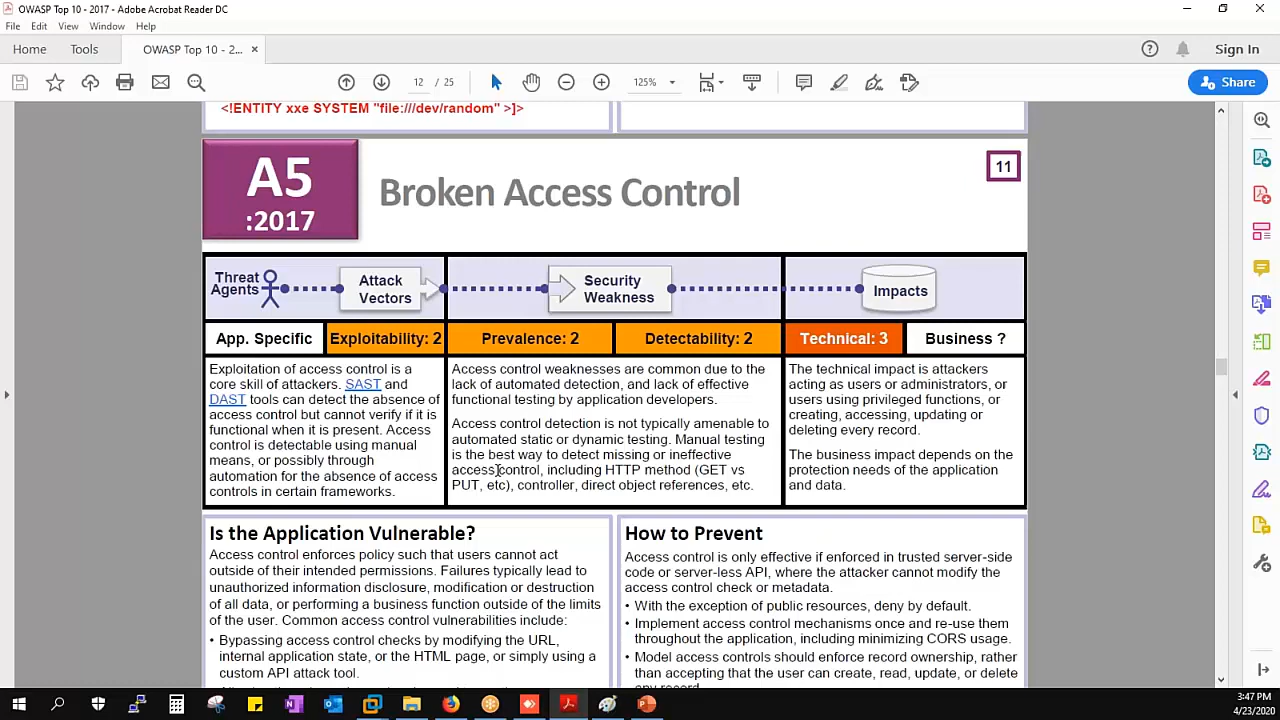 OWASP Top 10 - 2017 - Adobe Acrobat Reader DC
File Edit View Window Help
Home Tools OWASP Top 10 - 2... × Sign In
12 / 25 125% Share
<!ENTITY xxe SYSTEM "file:///dev/random" >]>
A5
:2017
Broken Access Control
11
Threat
Agents
Attack
Vectors
Security
Weakness
Impacts
App. Specific Exploitability: 2 Prevalence: 2 Detectability: 2 Technical: 3 Business ?
Exploitation of access control is a
core skill of attackers. SAST and
DAST tools can detect the absence of
access control but cannot verify if it is
functional when it is present. Access
control is detectable using manual
means, or possibly through
automation for the absence of access
controls in certain frameworks.
Access control weaknesses are common due to the
lack of automated detection, and lack of effective
functional testing by application developers.
Access control detection is not typically amenable to
automated static or dynamic testing. Manual testing
is the best way to detect missing or ineffective
access control, including HTTP method (GET vs
PUT, etc), controller, direct object references, etc.
The technical impact is attackers
acting as users or administrators, or
users using privileged functions, or
creating, accessing, updating or
deleting every record.
The business impact depends on the
protection needs of the application
and data.
Is the Application Vulnerable?
Access control enforces policy such that users cannot act
outside of their intended permissions. Failures typically lead to
unauthorized information disclosure, modification or destruction
of all data, or performing a business function outside of the limits
of the user. Common access control vulnerabilities include:
• Bypassing access control checks by modifying the URL,
internal application state, or the HTML page, or simply using a
custom API attack tool.
How to Prevent
Access control is only effective if enforced in trusted server-side
code or server-less API, where the attacker cannot modify the
access control check or metadata.
• With the exception of public resources, deny by default.
• Implement access control mechanisms once and re-use them
throughout the application, including minimizing CORS usage.
• Model access controls should enforce record ownership, rather
than accepting that the user can create, read, update, or delete
any record.
3:47 PM
4/23/2020